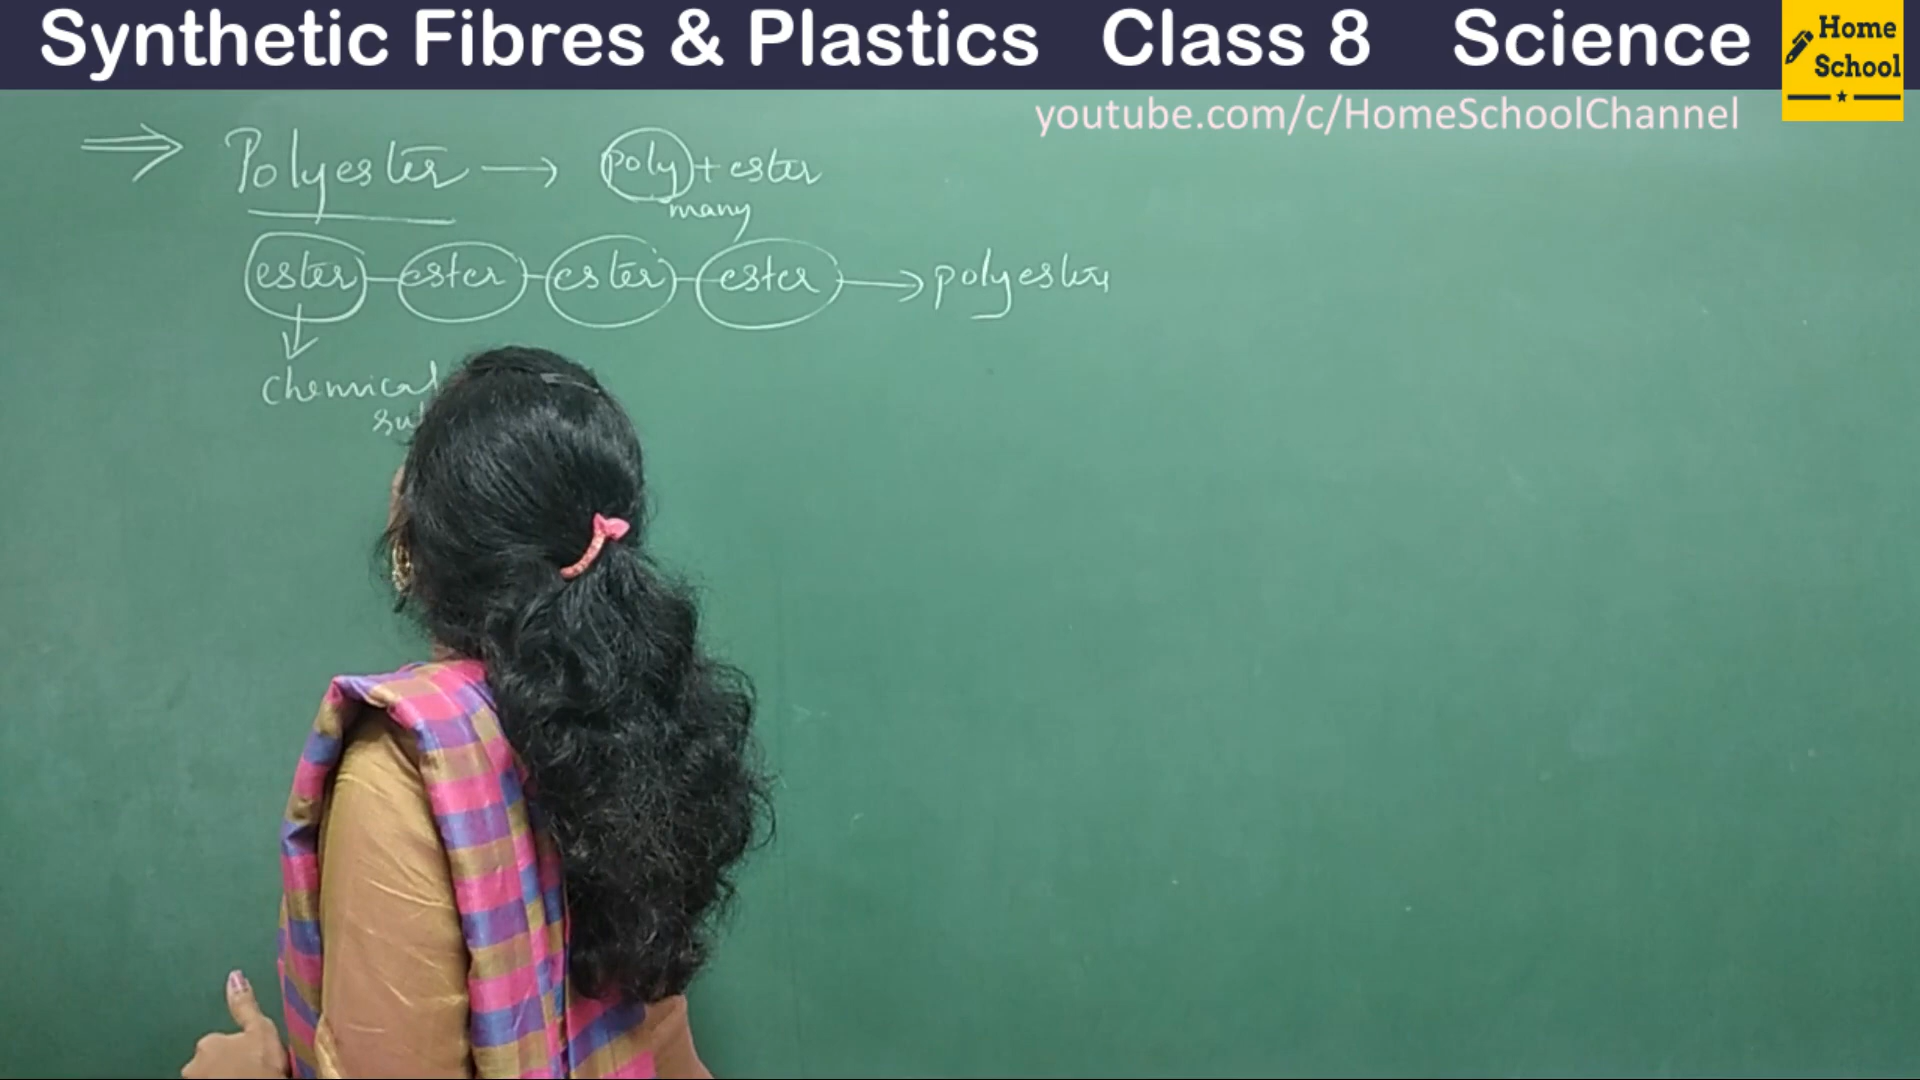 Synthetic Fibres & Plastics Class 8 Science
Home
School
youtube.com/c/HomeSchoolChannel
⇒ Polyester → poly + ester
many
ester - ester - ester - ester → polyester
chemical